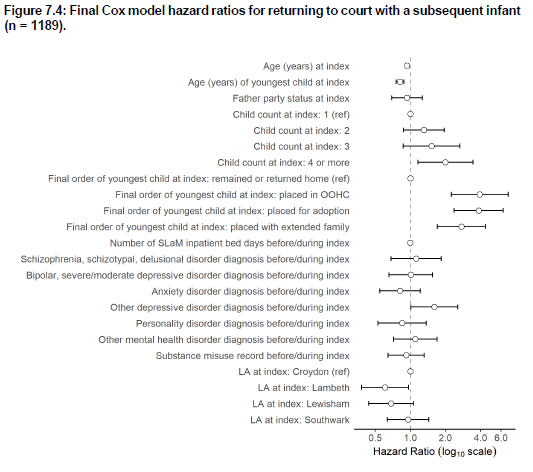 Figure 7.4: Final Cox model hazard ratios for returning to court with a subsequent infant
(n = 1189).
Age (years) at index
Age (years) of youngest child at index
Father party status at index
Child count at index: 1 (ref)
Child count at index: 2
Child count at index: 3
Child count at index: 4 or more
Final order of youngest child at index: remained or returned home (ref)
Final order of youngest child at index: placed in OOHC
Final order of youngest child at index: placed for adoption
Final order of youngest child at index: placed with extended family
Number of SLaM inpatient bed days before/during index
Schizophrenia, schizotypal, delusional disorder diagnosis before/during index
Bipolar, severe/moderate depressive disorder diagnosis before/during index
Anxiety disorder diagnosis before/during index
Other depressive disorder diagnosis before/during index
Personality disorder diagnosis before/during index
Other mental health disorder diagnosis before/during index
Substance misuse record before/during index
LA at index: Croydon (ref)
LA at index: Lambeth
LA at index: Lewisham
LA at index: Southwark
0.5 1.0 2.0 4.0 6.0
Hazard Ratio (log10 scale)